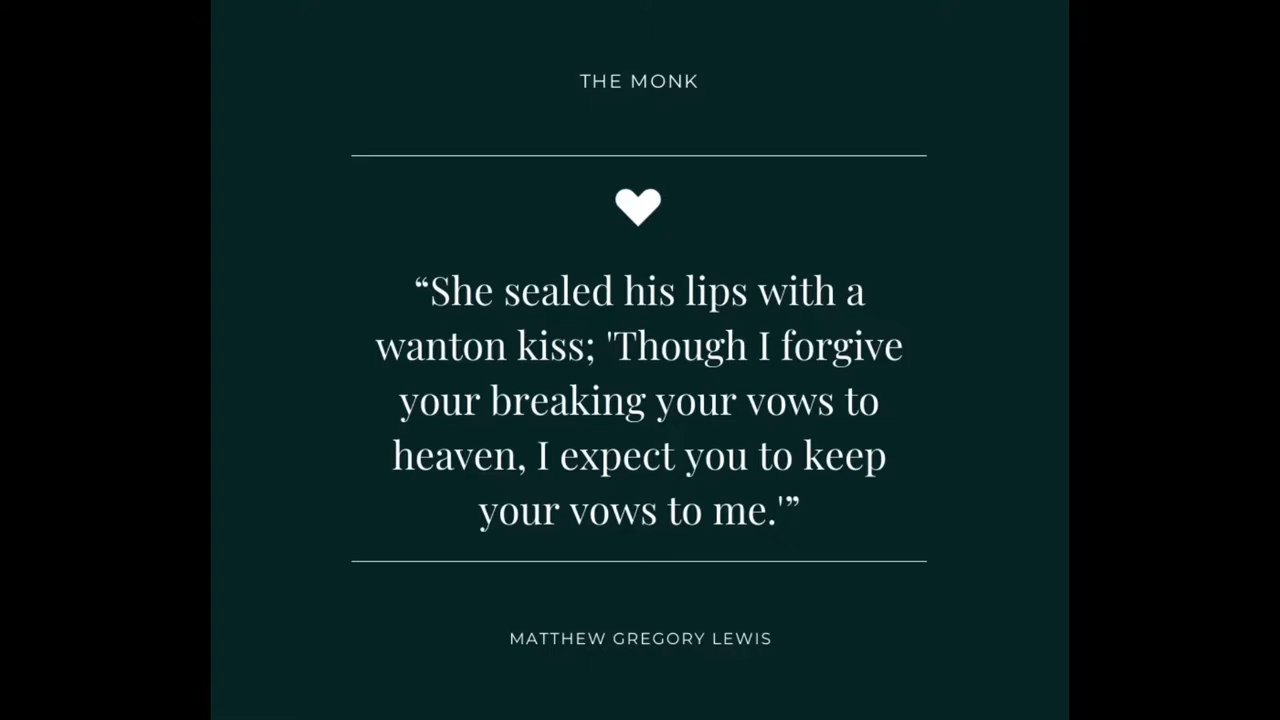 THE MONK
“She sealed his lips with a
wanton kiss; 'Though I forgive
your breaking your vows to
heaven, I expect you to keep
your vows to me.'”
MATTHEW GREGORY LEWIS